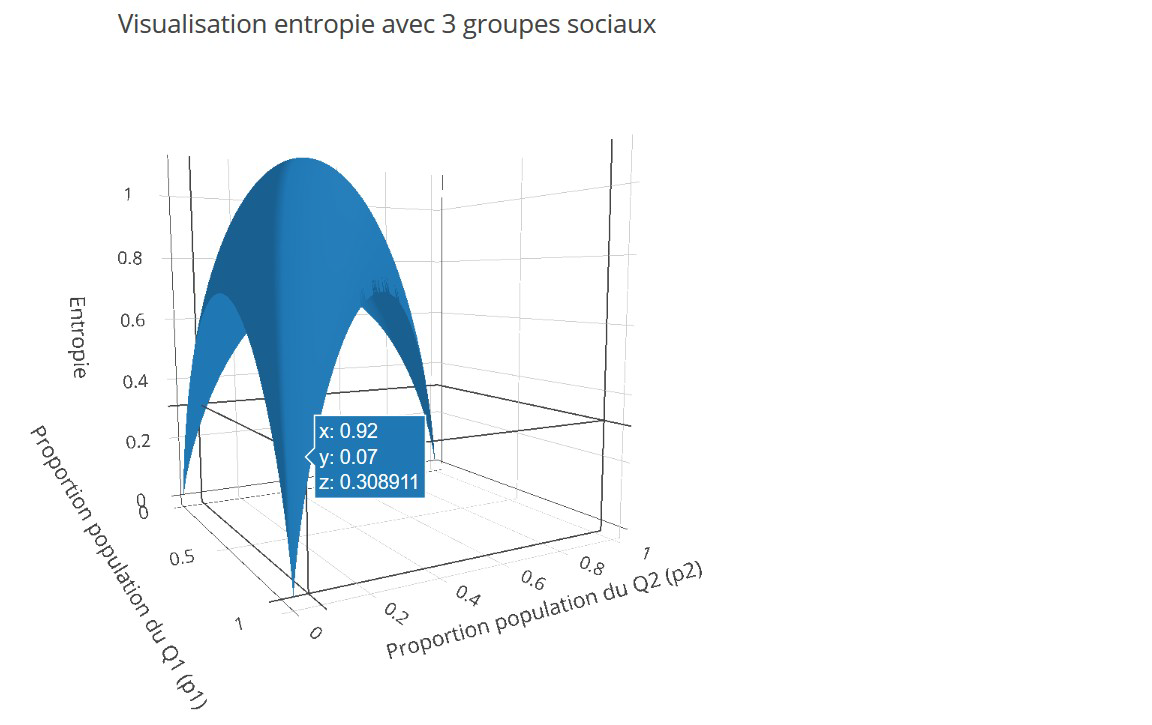 Visualisation entropie avec 3 groupes sociaux
1
0.8
0.6
0.4
0.2
0
Entropie
0
0.5
1
Proportion population du Q1 (p1)
0
0.2
0.4
0.6
0.8
1
Proportion population du Q2 (p2)
x: 0.92
y: 0.07
z: 0.308911